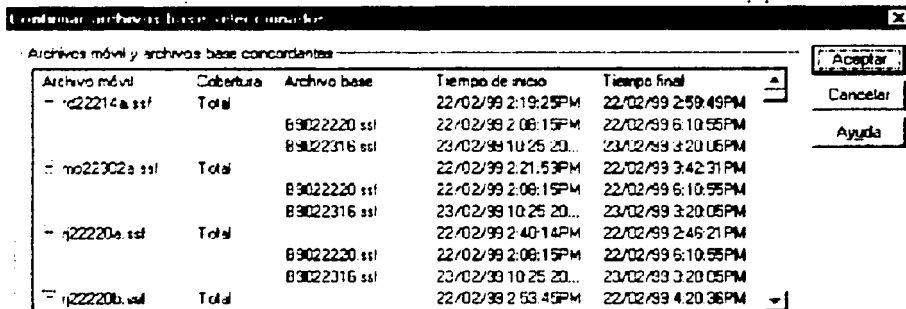 Confirmar archivos base seleccionados
Archivos móvil y archivos base concordantes
Aceptar
Cancelar
Ayuda
Archivo móvil Cobertura Archivo base Tiempo de inicio Tiempo final
rd22214a.ssf Total 22/02/99 2:19:25PM 22/02/99 2:59:49PM
B9022220.ssf 22/02/99 2:08:15PM 22/02/99 6:10:55PM
B9022316.ssf 23/02/99 10:25:20... 23/02/99 3:20:05PM
mo22302a.ssf Total 22/02/99 2:21:53PM 22/02/99 3:42:31PM
B9022220.ssf 22/02/99 2:08:15PM 22/02/99 6:10:55PM
B9022316.ssf 23/02/99 10:25:20... 23/02/99 3:20:05PM
rj22220a.ssf Total 22/02/99 2:40:14PM 22/02/99 2:46:21PM
B9022220.ssf 22/02/99 2:08:15PM 22/02/99 6:10:55PM
B9022316.ssf 23/02/99 10:25:20... 23/02/99 3:20:05PM
rj22220b.ssf Total 22/02/99 2:53:45PM 22/02/99 4:20:36PM